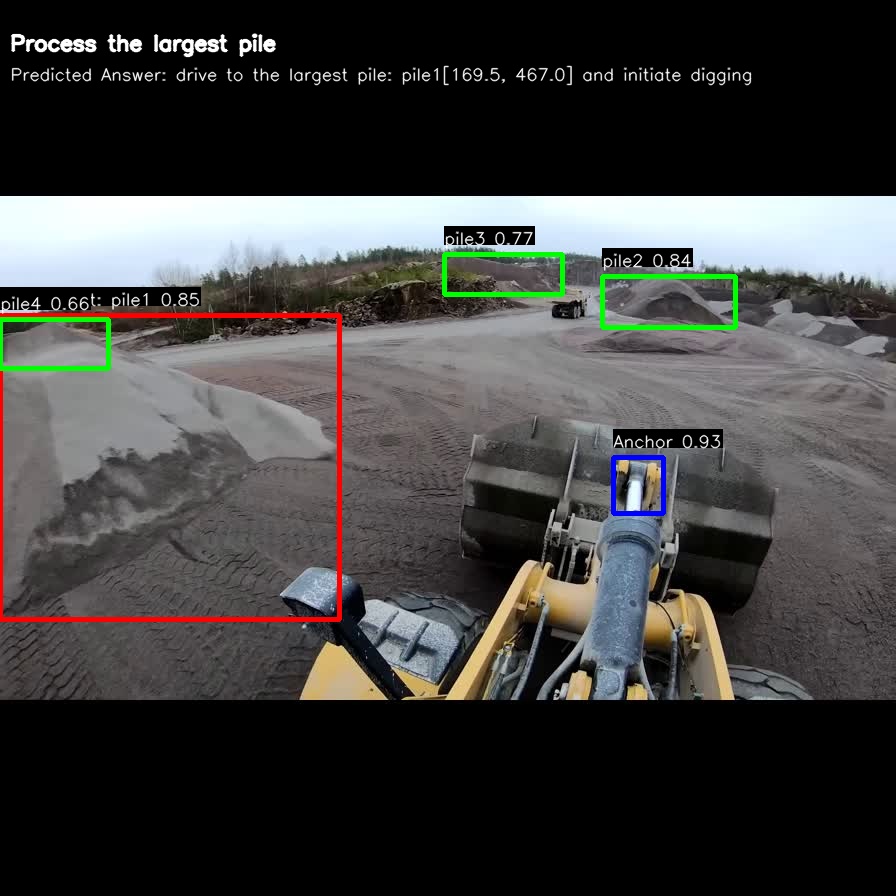 Process the largest pile
Predicted Answer: drive to the largest pile: pile1[169.5, 467.0] and initiate digging
pile3 0.77
pile2 0.84
pile4 0.66t: pile1 0.85
Anchor 0.93